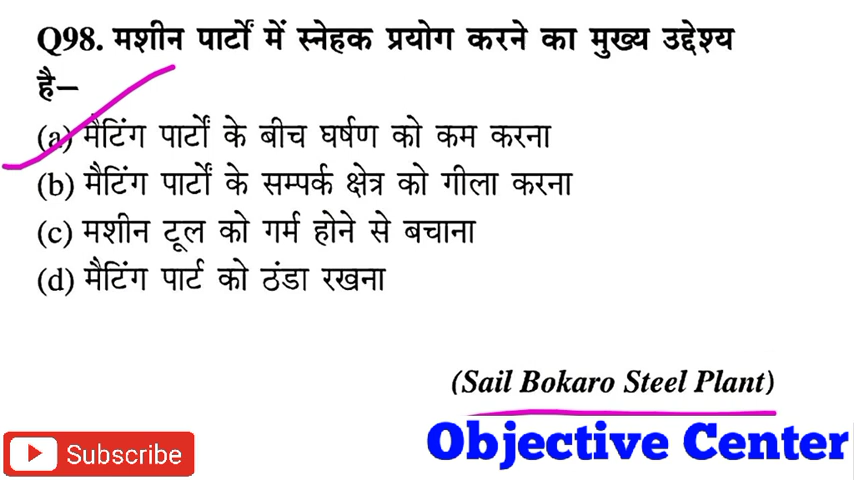 Q98. मशीन पार्टों में स्नेहक प्रयोग करने का मुख्य उद्देश्य
है–
(a) मैटिंग पार्टों के बीच घर्षण को कम करना
(b) मैटिंग पार्टों के सम्पर्क क्षेत्र को गीला करना
(c) मशीन टूल को गर्म होने से बचाना
(d) मैटिंग पार्ट को ठंडा रखना
(Sail Bokaro Steel Plant)
Objective Center
Subscribe